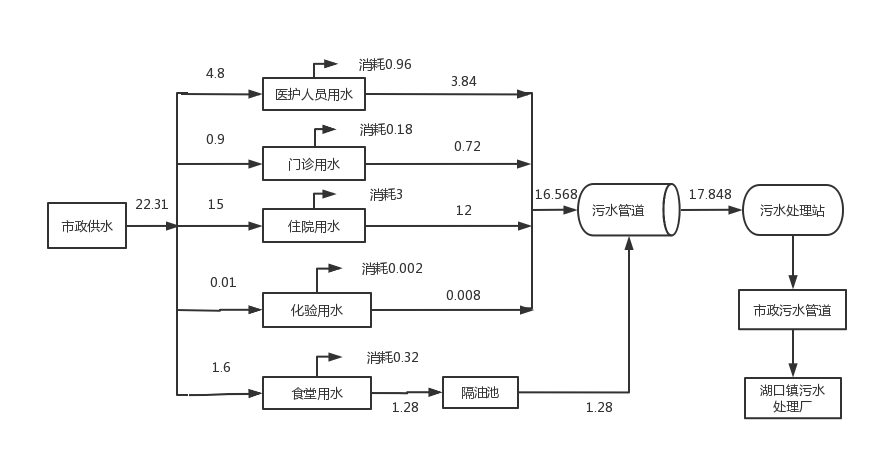 4.8
消耗0.96
3.84
医护人员用水
0.9
消耗0.18
0.72
门诊用水
22.31
市政供水
15
消耗3
12
住院用水
16.568
污水管道
17.848
污水处理站
0.01
消耗0.002
0.008
化验用水
市政污水管道
1.6
消耗0.32
食堂用水
1.28
隔油池
1.28
湖口镇污水
处理厂